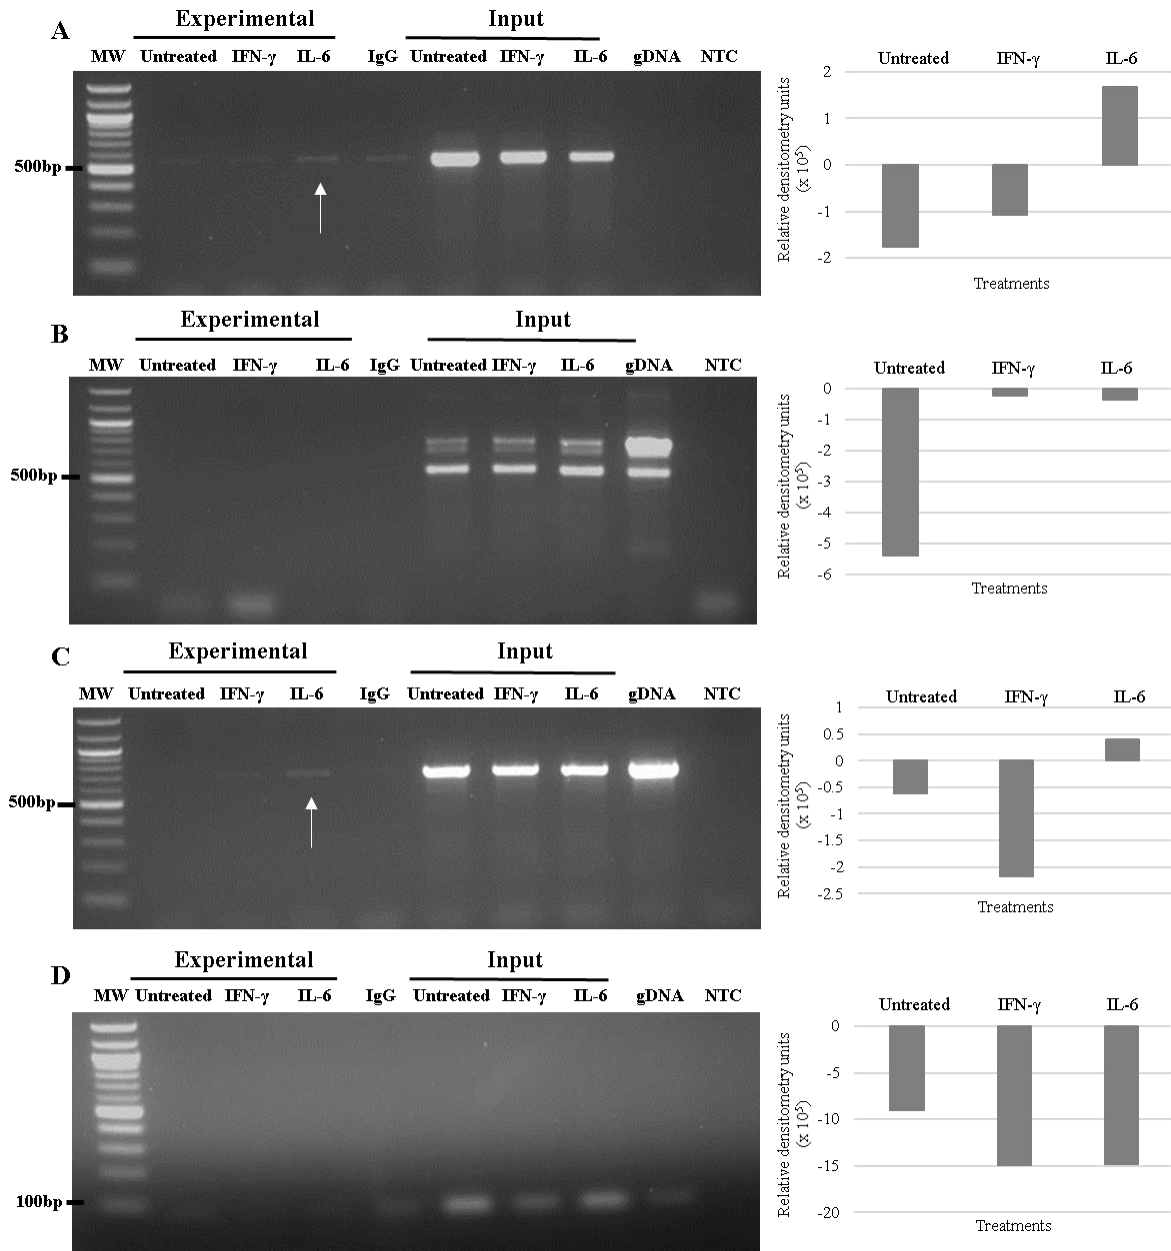 A
Experimental Input
MW Untreated IFN-γ IL-6 IgG Untreated IFN-γ IL-6 gDNA NTC
500bp
Untreated IFN-γ IL-6
2
1
0
-1
-2
Relative densitometry units
(x 10⁵)
Treatments
B
Experimental Input
MW Untreated IFN-γ IL-6 IgG Untreated IFN-γ IL-6 gDNA NTC
500bp
Untreated IFN-γ IL-6
0
-1
-2
-3
-4
-5
-6
Relative densitometry units
(x 10⁵)
Treatments
C
Experimental Input
MW Untreated IFN-γ IL-6 IgG Untreated IFN-γ IL-6 gDNA NTC
500bp
Untreated IFN-γ IL-6
1
0.5
0
-0.5
-1
-1.5
-2
-2.5
Relative densitometry units
(x 10⁵)
Treatments
D
Experimental Input
MW Untreated IFN-γ IL-6 IgG Untreated IFN-γ IL-6 gDNA NTC
100bp
Untreated IFN-γ IL-6
0
-5
-10
-15
-20
Relative densitometry units
(x 10⁵)
Treatments